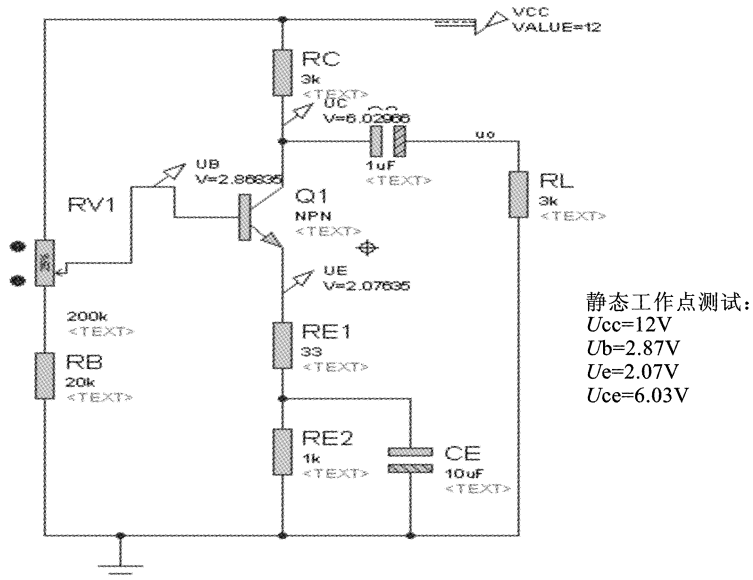 VCC
VALUE=12
RC
3k
<TEXT>
UC
V=6.02966
1uF
<TEXT>
uo
RL
3k
<TEXT>
UB
V=2.86835
Q1
NPN
<TEXT>
RV1
200k
<TEXT>
UE
V=2.07635
RE1
33
<TEXT>
RB
20k
<TEXT>
RE2
1k
<TEXT>
CE
10uF
<TEXT>
静态工作点测试：
Ucc=12V
Ub=2.87V
Ue=2.07V
Uce=6.03V